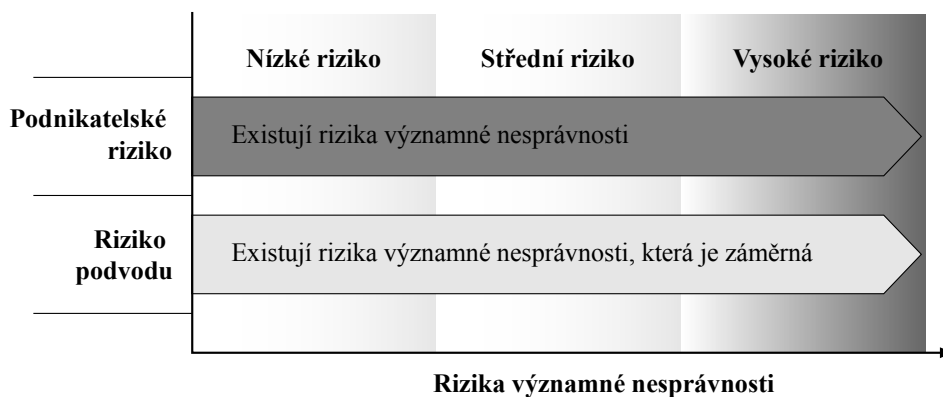 Nízké riziko
Střední riziko
Vysoké riziko
Podnikatelské
riziko
Existují rizika významné nesprávnosti
Riziko
podvodu
Existují rizika významné nesprávnosti, která je záměrná
Rizika významné nesprávnosti